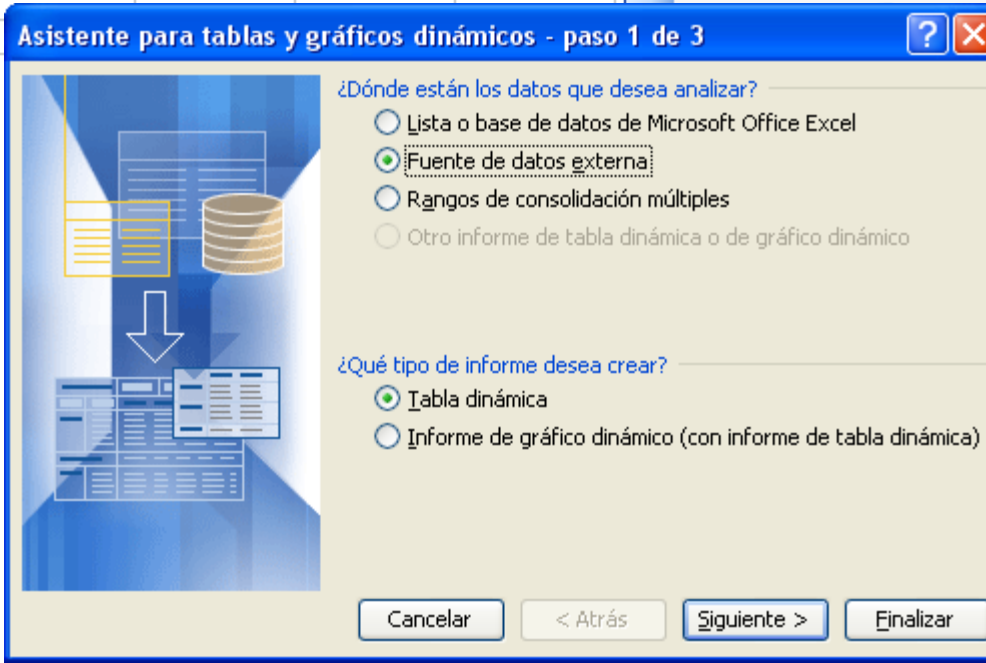 Asistente para tablas y gráficos dinámicos - paso 1 de 3
¿Dónde están los datos que desea analizar?
Lista o base de datos de Microsoft Office Excel
Fuente de datos externa
Rangos de consolidación múltiples
Otro informe de tabla dinámica o de gráfico dinámico
¿Qué tipo de informe desea crear?
Tabla dinámica
Informe de gráfico dinámico (con informe de tabla dinámica)
Cancelar < Atrás Siguiente > Finalizar